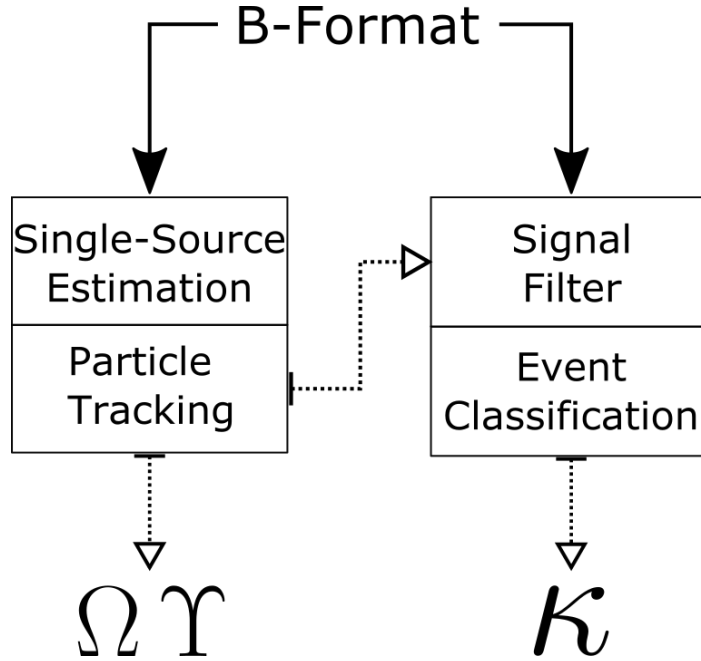 B-Format
Single-Source
Estimation
Particle
Tracking
Signal
Filter
Event
Classification
Ω ϒ
κ